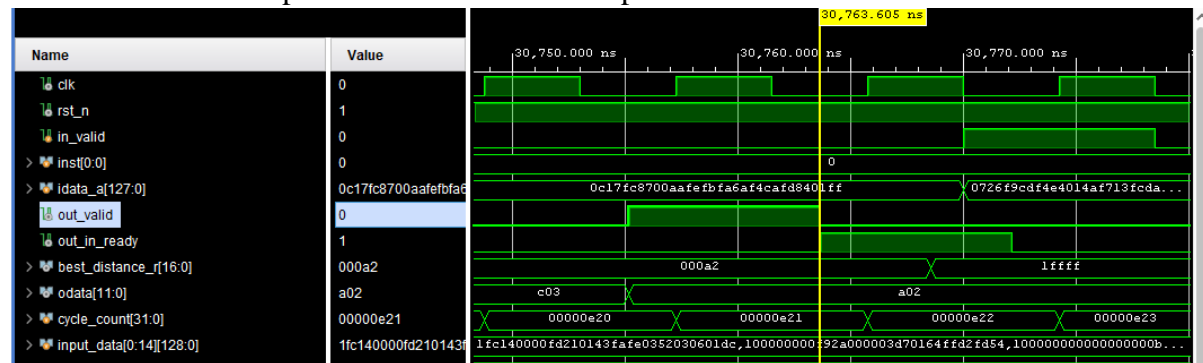 30,763.605 ns
Name Value 30,750.000 ns 30,760.000 ns 30,770.000 ns
clk 0
rst_n 1
in_valid 0
inst[0:0] 0 0
idata_a[127:0] 0c17fc8700aafefbfa6 0c17fc8700aafefbfa6af4cafd8401ff 0726f9cdf4e4014af713fcda...
out_valid 0
out_in_ready 1
best_distance_r[16:0] 000a2 000a2 1ffff
odata[11:0] a02 c03 a02
cycle_count[31:0] 00000e21 00000e20 00000e21 00000e22 00000e23
input_data[0:14][128:0] 1fc140000fd210143f 1fc140000fd210143fafe0352030601dc,100000000f92a000003d70164ffd2fd54,100000000000000000b...